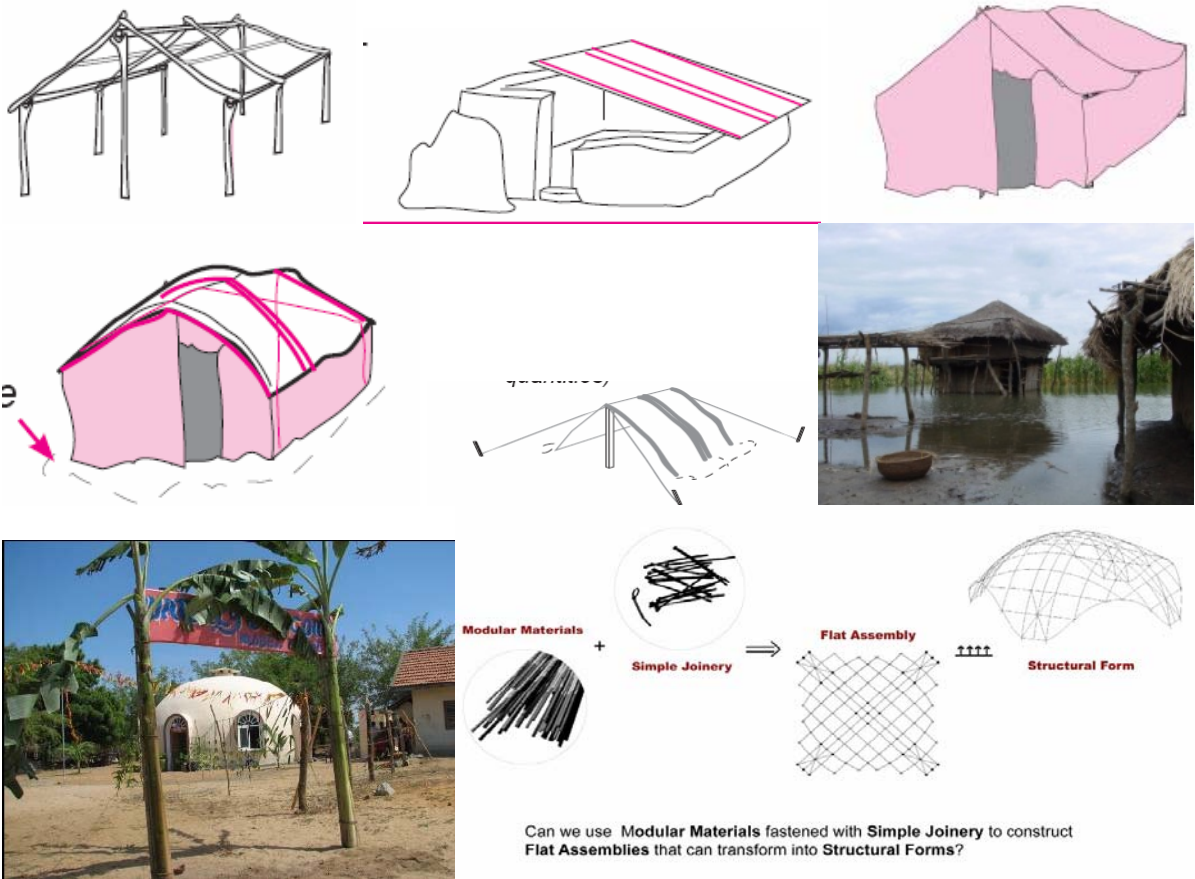 e
quantities)
Modular Materials
+
Simple Joinery
Flat Assembly
Structural Form
Can we use Modular Materials fastened with Simple Joinery to construct
Flat Assemblies that can transform into Structural Forms?